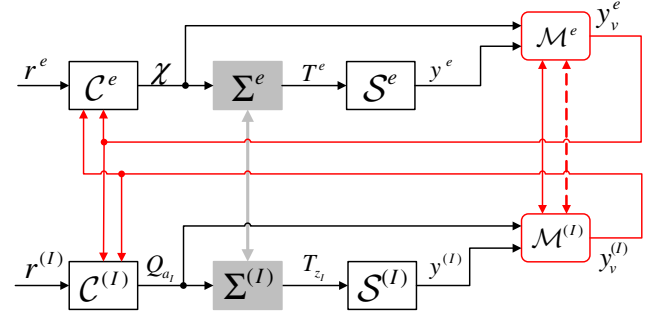 r^e 𝒞^e χ Σ^e T^e 𝒮^e y^e ℳ^e y_v^e
r^(I) 𝒞^(I) Q_{a_I} Σ^(I) T_{z_I} 𝒮^(I) y^(I) ℳ^(I) y_v^(I)